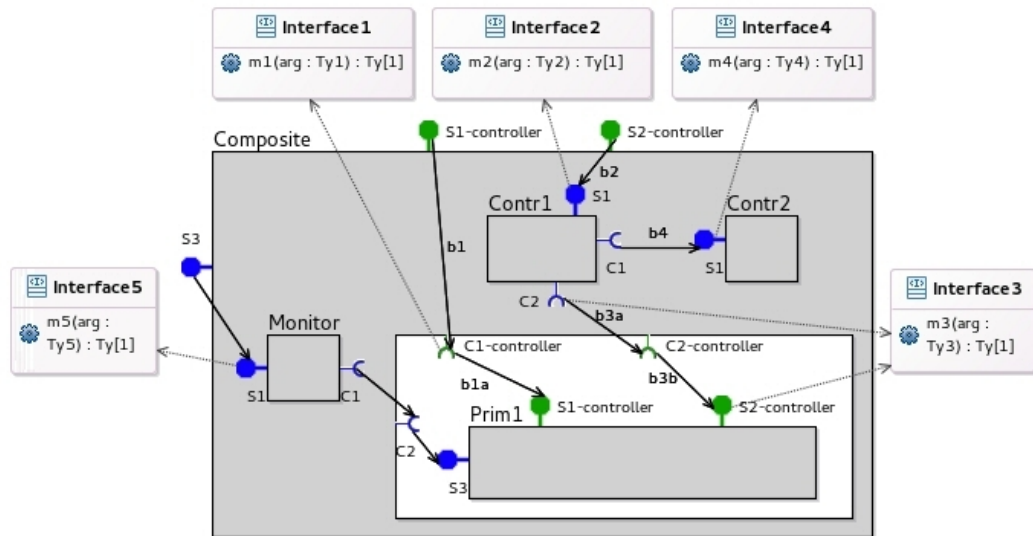 Interface1
m1(arg : Ty1) : Ty[1]
Interface2
m2(arg : Ty2) : Ty[1]
Interface4
m4(arg : Ty4) : Ty[1]
Composite
S1-controller
S2-controller
b2
S1
Contr1
Contr2
S3
b1
b4
C1
S1
Interface5
m5(arg :
Ty5) : Ty[1]
C2
b3a
Interface3
m3(arg :
Ty3) : Ty[1]
Monitor
C1-controller
C2-controller
S1
C1
b1a
b3b
S1-controller
S2-controller
Prim1
C2
S3